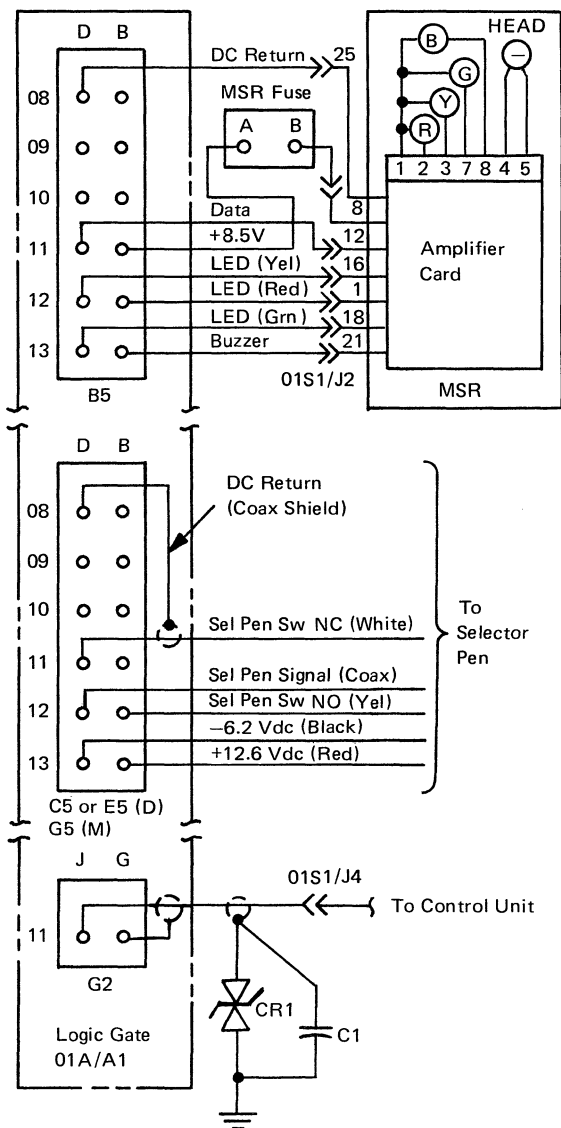 D B
DC Return 25
HEAD
B
G
Y
R
MSR Fuse
A B
1 2 3 7 8 4 5
08
09
10
11
12
13
Data
+8.5V
LED (Yel)
LED (Red)
LED (Grn)
Buzzer
8
12
16
1
18
21
01S1/J2
Amplifier
Card
MSR
B5
D B
08
09
10
11
12
13
DC Return
(Coax Shield)
Sel Pen Sw NC (White)
Sel Pen Signal (Coax)
Sel Pen Sw NO (Yel)
−6.2 Vdc (Black)
+12.6 Vdc (Red)
To
Selector
Pen
C5 or E5 (D)
G5 (M)
J G
11
G2
01S1/J4
To Control Unit
CR1
C1
Logic Gate
01A/A1